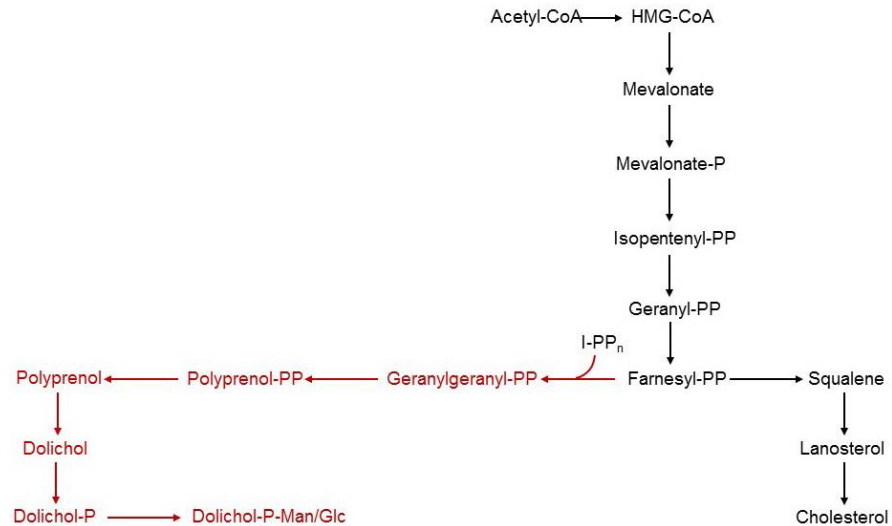 Acetyl-CoA HMG-CoA
Mevalonate
Mevalonate-P
Isopentenyl-PP
Geranyl-PP
I-PPn
Polyprenol Polyprenol-PP Geranylgeranyl-PP Farnesyl-PP Squalene
Dolichol Lanosterol
Dolichol-P Dolichol-P-Man/Glc Cholesterol